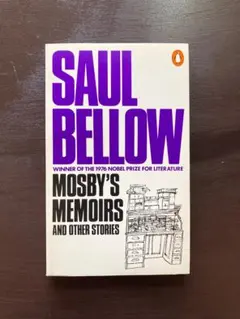 SAUL
BELLOW
WINNER OF THE 1976 NOBEL PRIZE FOR LITERATURE
MOSBY'S
MEMOIRS
AND OTHER STORIES